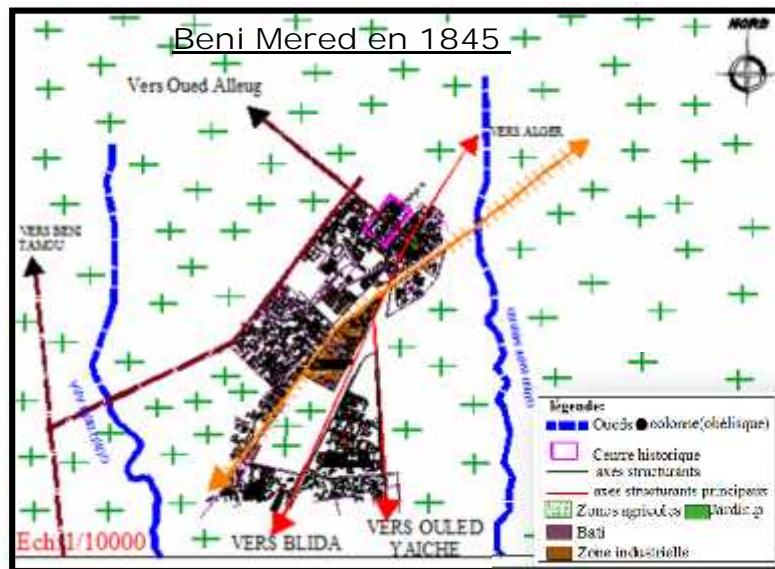 Beni Mered en 1845
NORD
Vers Oued Alleug
VERS ALGER
VERS BENI
TAMOU
légende:
Oueds colonne(obélisque)
Centre historique
axes structurants
axes structurants principaux
Zones agricoles Jardin p
Bati
Zone industrielle
Ech:1/10000
VERS BLIDA
VERS OULED
YAICHE